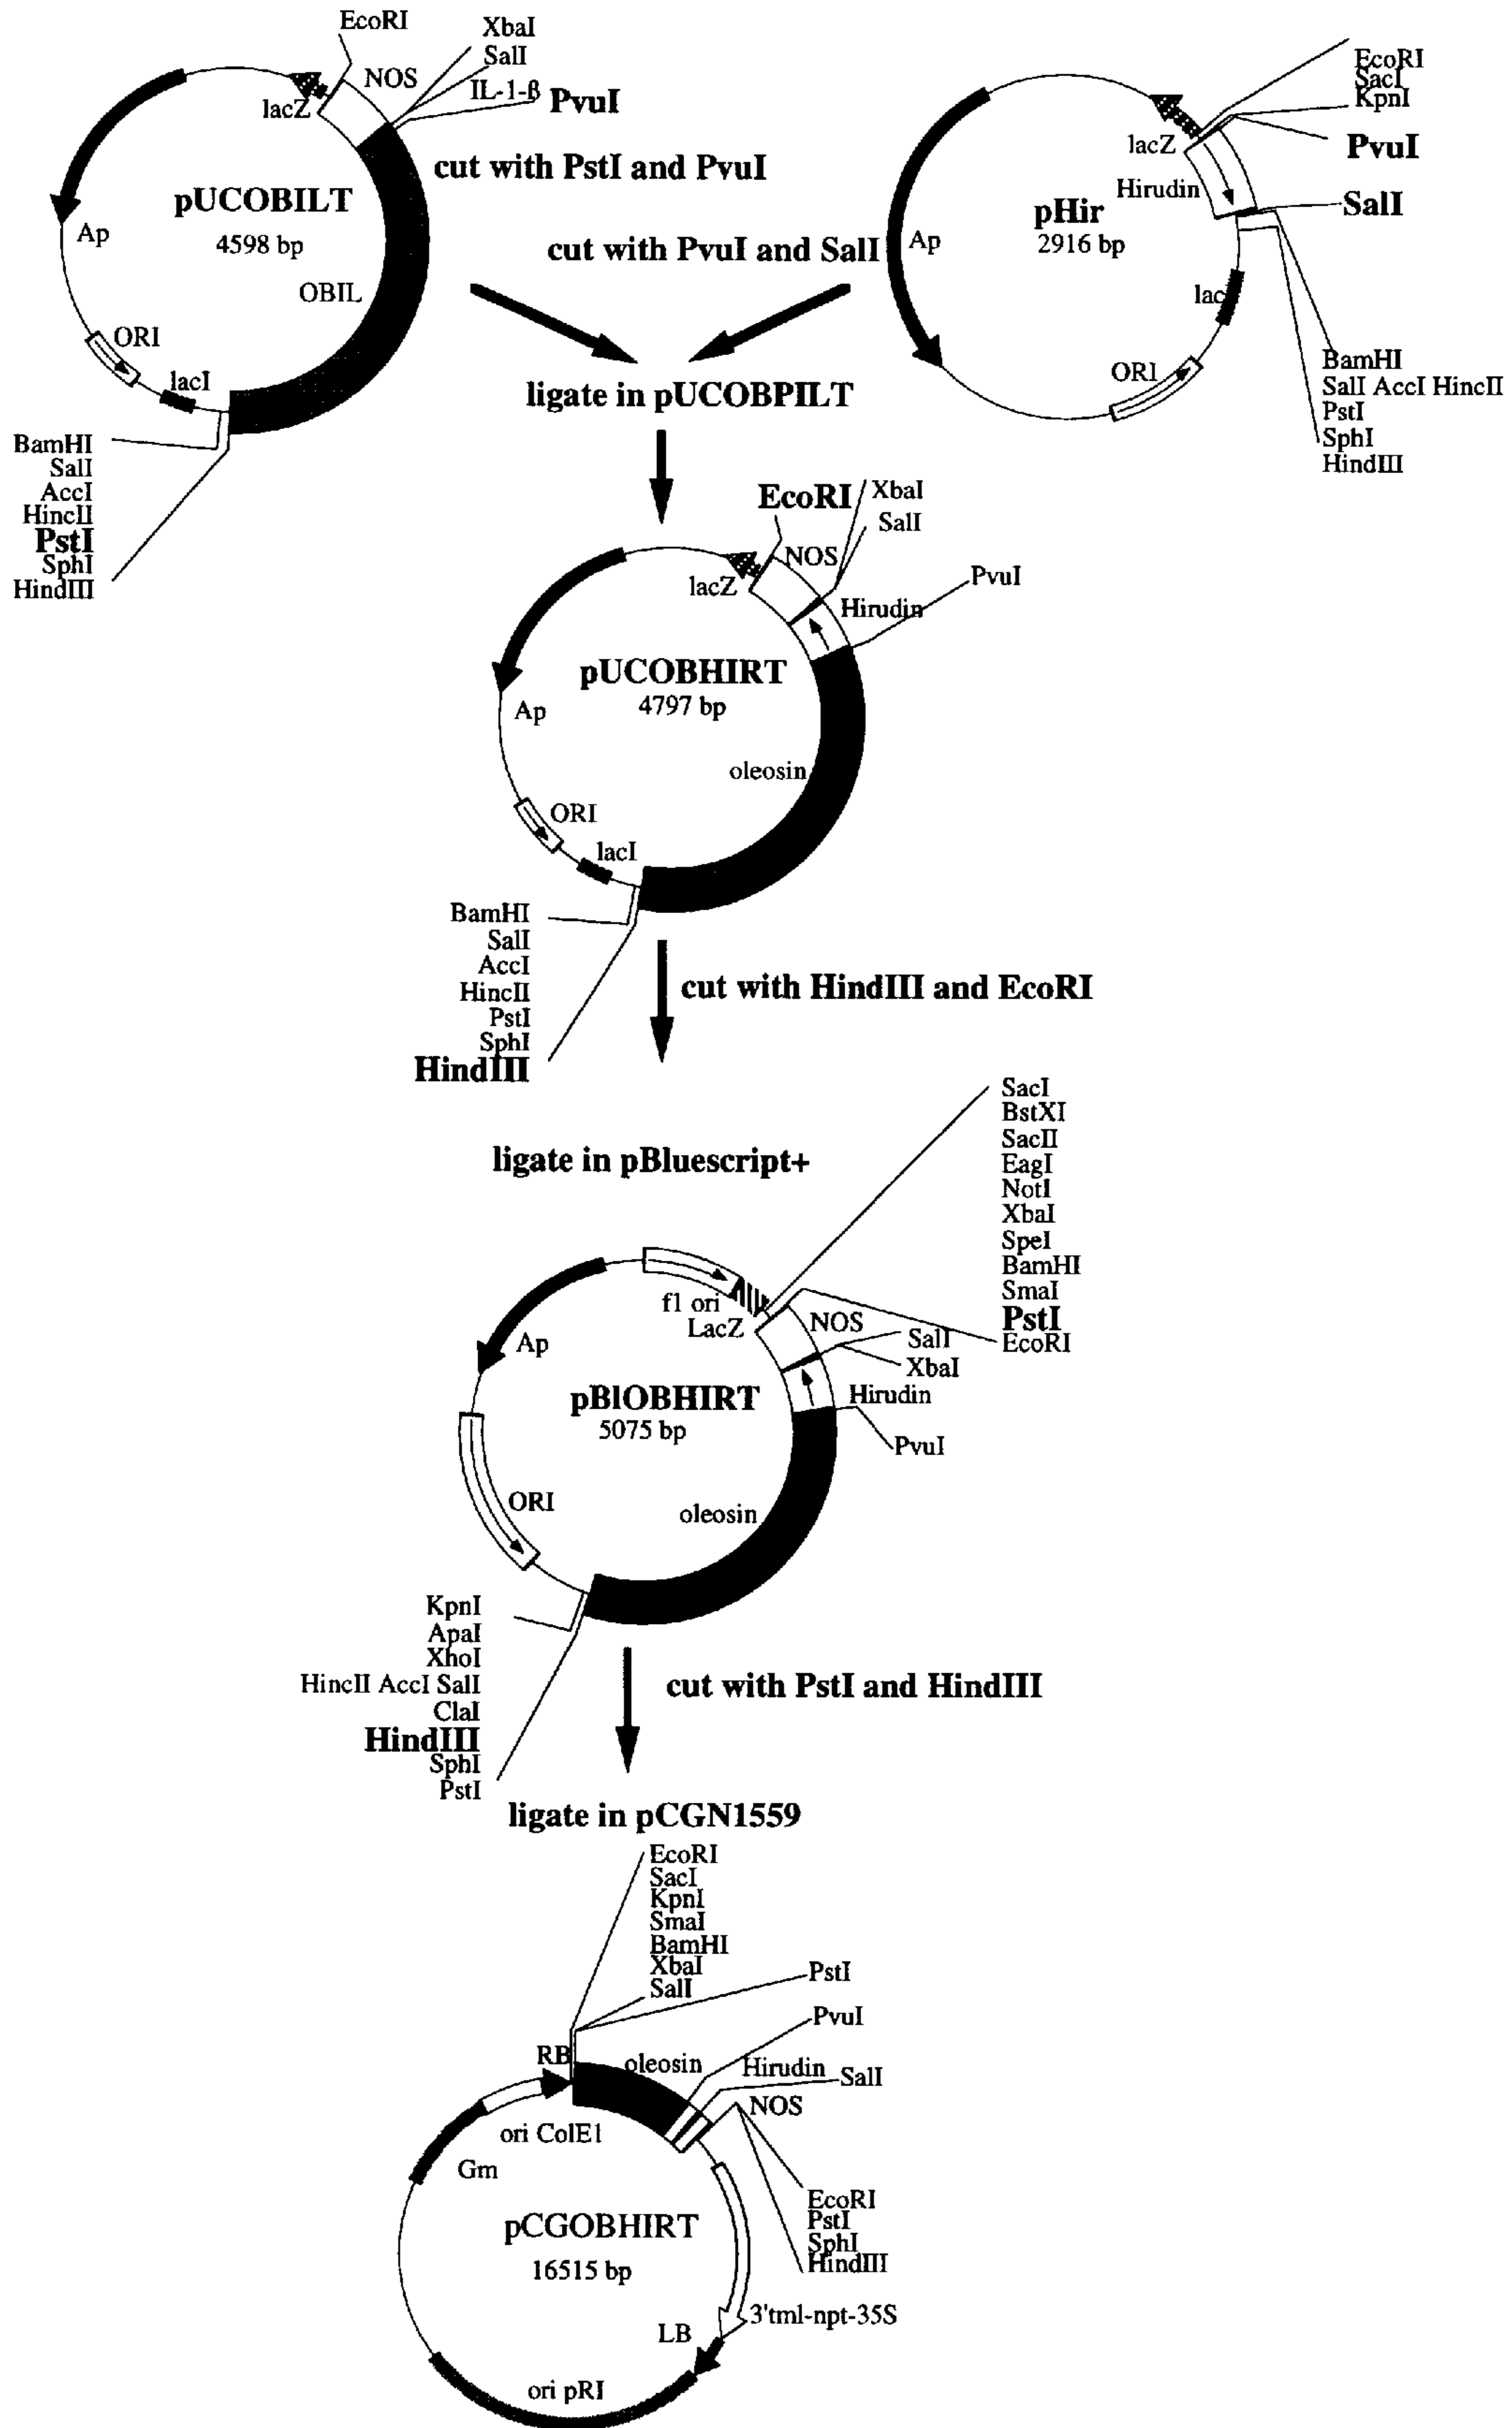 EcoRI
XbaI
SalI
NOS
IL-1-β
PvuI
lacZ
cut with PstI and PvuI
pUCOBILT
4598 bp
Ap
OBIL
ORI
lacI
BamHI
SalI
AccI
HincII
PstI
SphI
HindIII
EcoRI
SacI
KpnI
PvuI
lacZ
Hirudin
SalI
pHir
2916 bp
cut with PvuI and SalI
Ap
lac
ORI
BamHI
SalI AccI HincII
PstI
SphI
HindIII
ligate in pUCOBPILT
EcoRI
XbaI
SalI
NOS
lacZ
PvuI
Hirudin
pUCOBHIRT
4797 bp
Ap
oleosin
ORI
lacI
BamHI
SalI
AccI
HincII
PstI
SphI
HindIII
cut with HindIII and EcoRI
ligate in pBluescript+
SacI
BstXI
SacII
EagI
NotI
XbaI
SpeI
BamHI
SmaI
PstI
EcoRI
f1 ori
LacZ
NOS
SalI
XbaI
Ap
Hirudin
pBlOBHIRT
5075 bp
PvuI
ORI
oleosin
KpnI
ApaI
XhoI
HincII AccI SalI
ClaI
HindIII
SphI
PstI
cut with PstI and HindIII
ligate in pCGN1559
EcoRI
SacI
KpnI
SmaI
BamHI
XbaI
SalI
PstI
PvuI
RB
oleosin
Hirudin
SalI
NOS
ori ColE1
Gm
EcoRI
PstI
SphI
HindIII
pCGOBHIRT
16515 bp
3'tml-npt-35S
LB
ori pRI